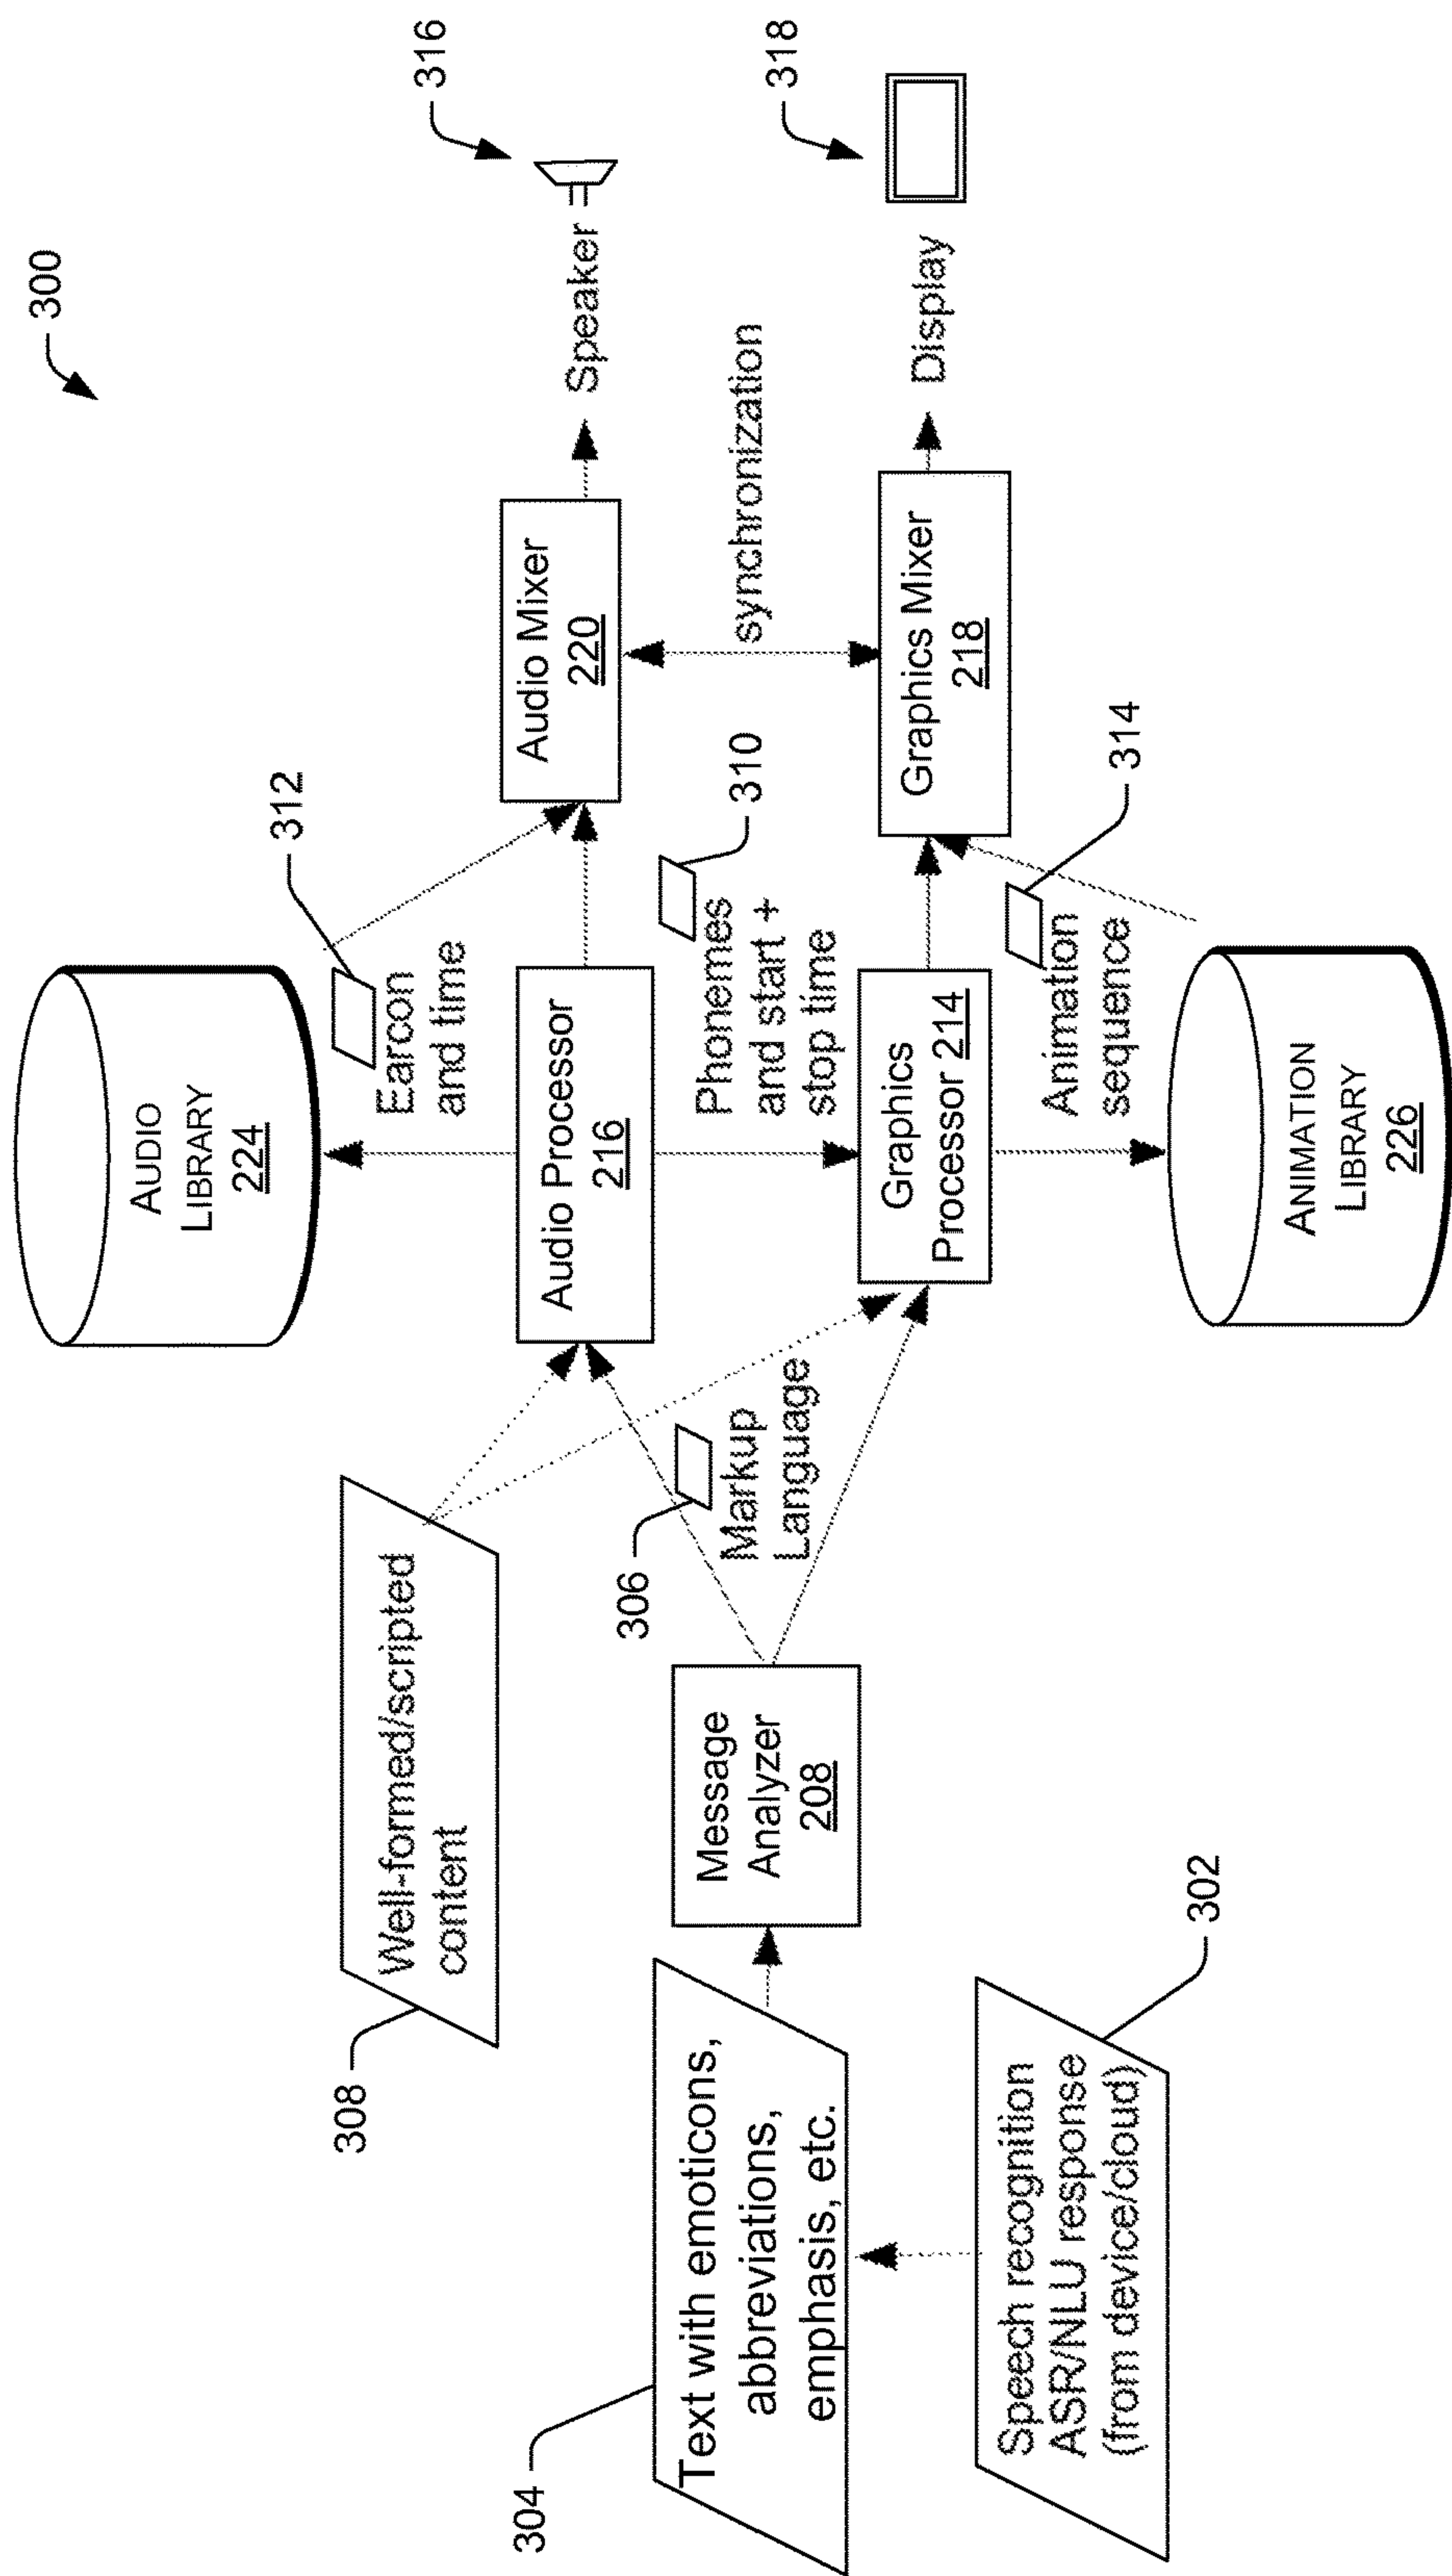 300
AUDIO
LIBRARY
224
312
Earcon
and time
316
Speaker
308
Well-formed/scripted
content
Audio Processor
216
Audio Mixer
220
306
Markup
Language
310
Phonemes
and start +
stop time
synchronization
304
Text with emoticons,
abbreviations,
emphasis, etc.
Message
Analyzer
208
Graphics
Processor 214
Graphics Mixer
218
Display
318
302
Speech recognition
ASR/NLU response
(from device/cloud)
314
Animation
sequence
ANIMATION
LIBRARY
226